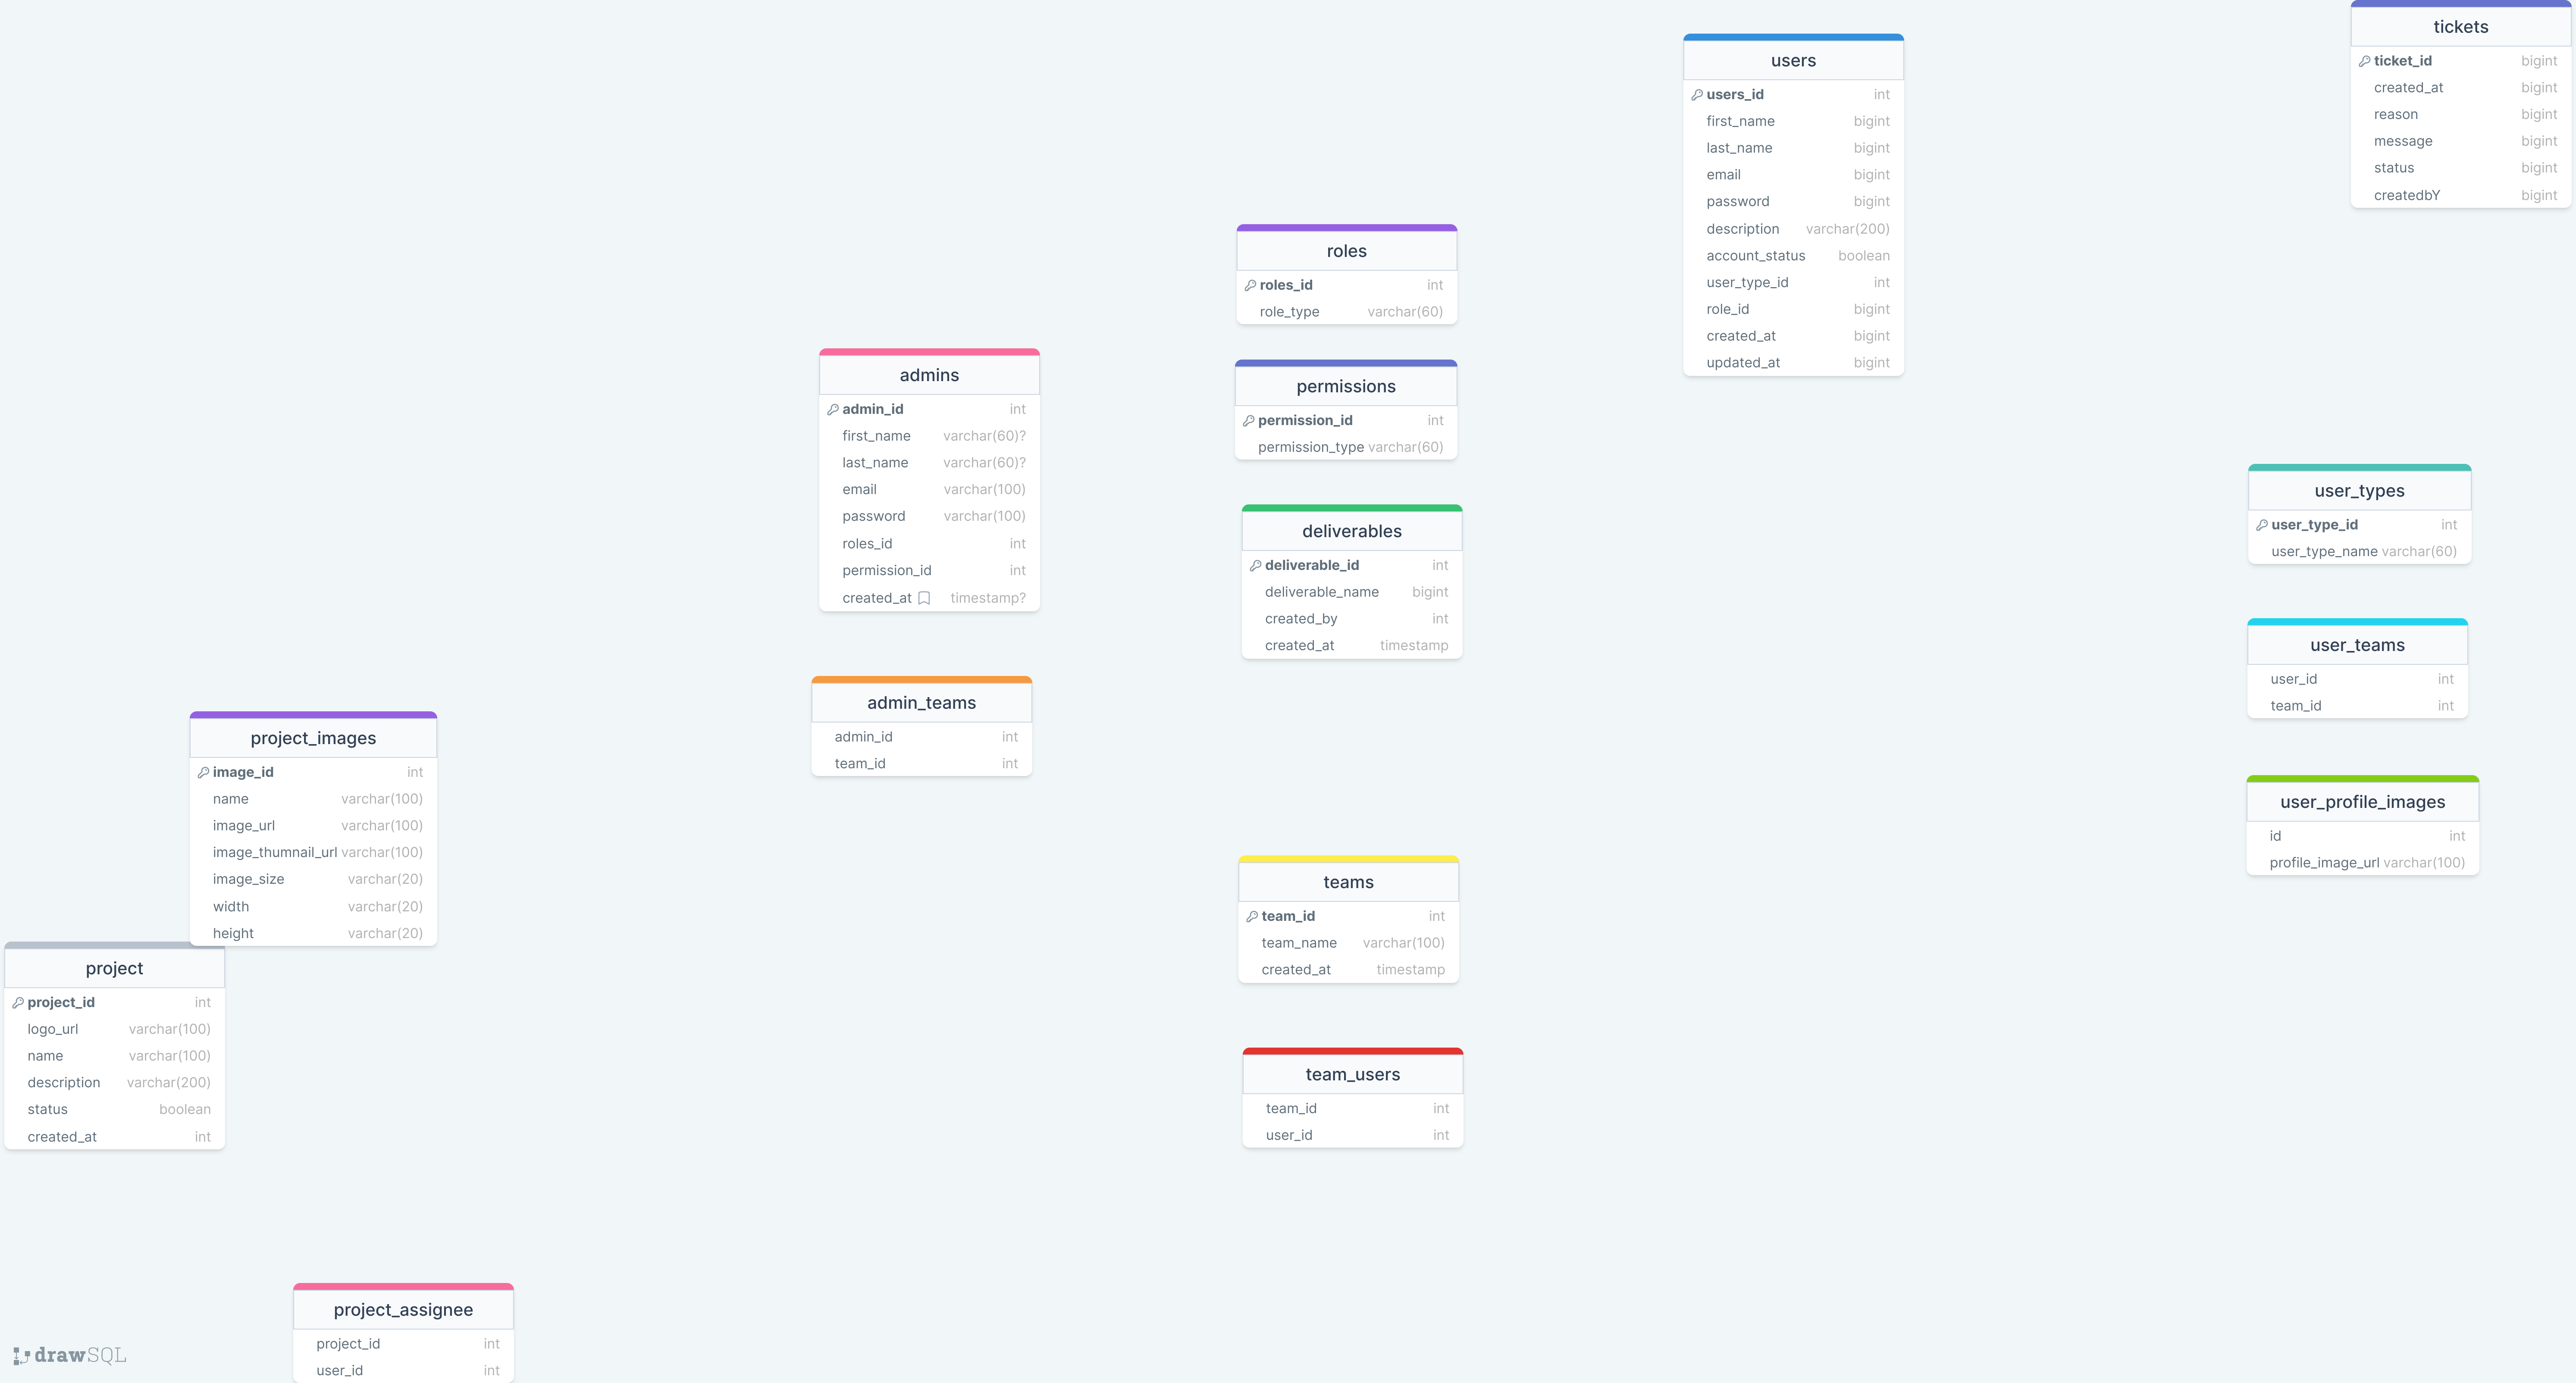 tickets
ticket_id bigint
created_at bigint
reason bigint
message bigint
status bigint
createdbY bigint
users
users_id int
first_name bigint
last_name bigint
email bigint
password bigint
description varchar(200)
account_status boolean
user_type_id int
role_id bigint
created_at bigint
updated_at bigint
roles
roles_id int
role_type varchar(60)
permissions
permission_id int
permission_type varchar(60)
admins
admin_id int
first_name varchar(60)?
last_name varchar(60)?
email varchar(100)
password varchar(100)
roles_id int
permission_id int
created_at timestamp?
deliverables
deliverable_id int
deliverable_name bigint
created_by int
created_at timestamp
user_types
user_type_id int
user_type_name varchar(60)
user_teams
user_id int
team_id int
admin_teams
admin_id int
team_id int
project_images
image_id int
name varchar(100)
image_url varchar(100)
image_thumnail_url varchar(100)
image_size varchar(20)
width varchar(20)
height varchar(20)
user_profile_images
id int
profile_image_url varchar(100)
teams
team_id int
team_name varchar(100)
created_at timestamp
project
project_id int
logo_url varchar(100)
name varchar(100)
description varchar(200)
status boolean
created_at int
team_users
team_id int
user_id int
project_assignee
project_id int
user_id int
drawSQL